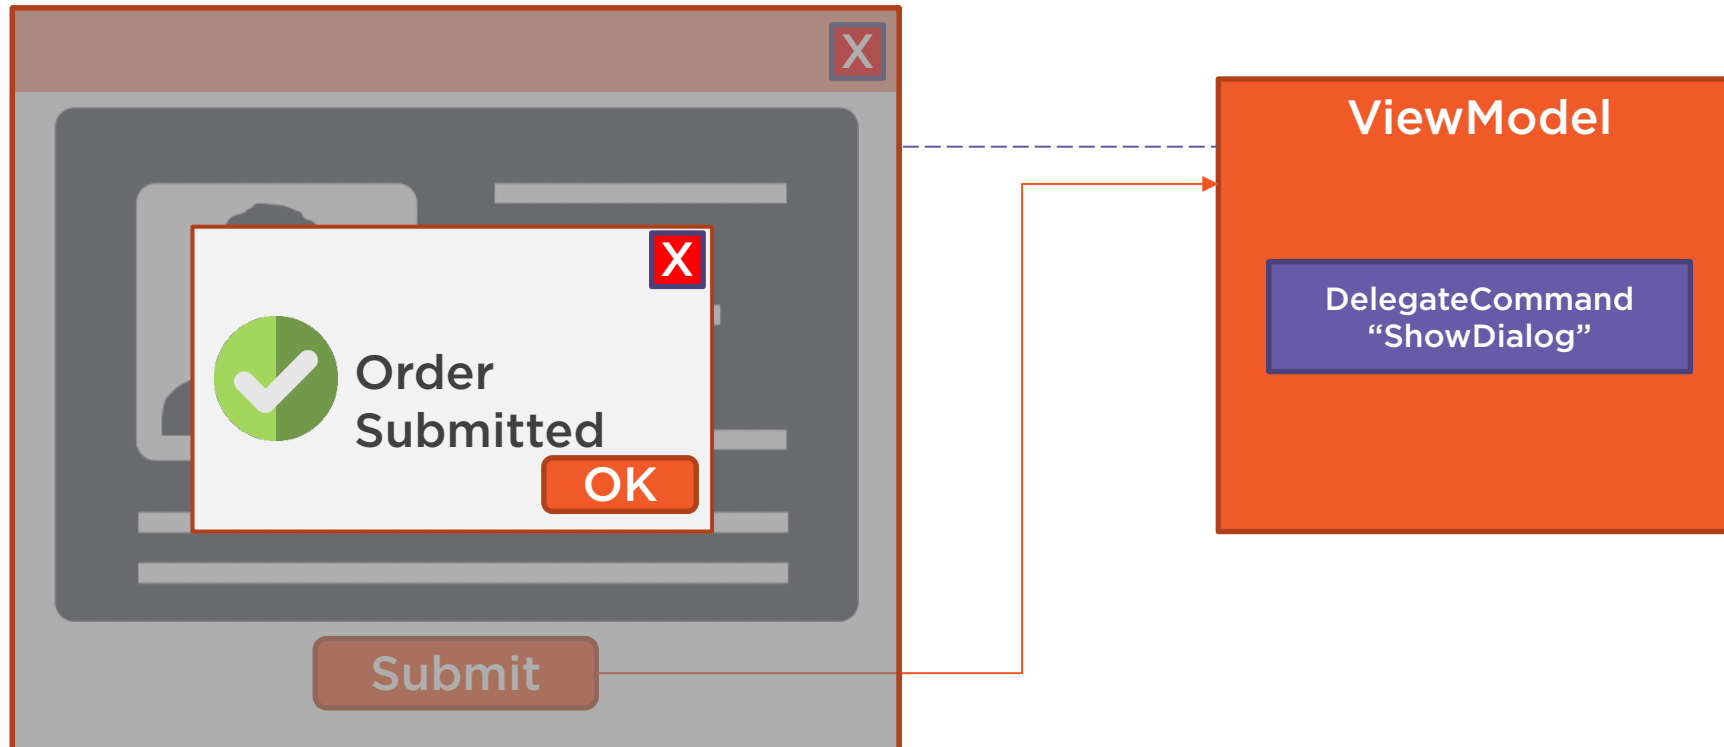 X
ViewModel
X
DelegateCommand
“ShowDialog”
Order
Submitted
OK
Submit